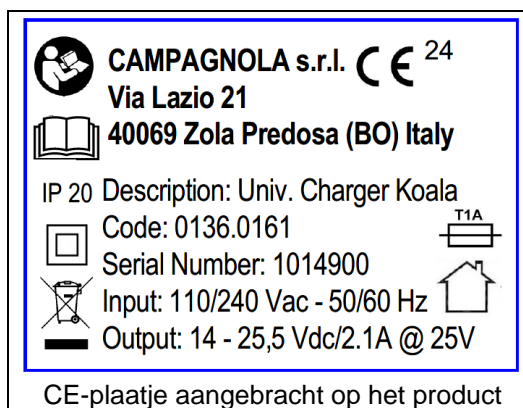 CAMPAGNOLA s.r.l. CE 24
Via Lazio 21
40069 Zola Predosa (BO) Italy
IP 20 Description: Univ. Charger Koala
Code: 0136.0161
T1A
Serial Number: 1014900
Input: 110/240 Vac - 50/60 Hz
Output: 14 - 25,5 Vdc/2.1A @ 25V
CE-plaatje aangebracht op het product